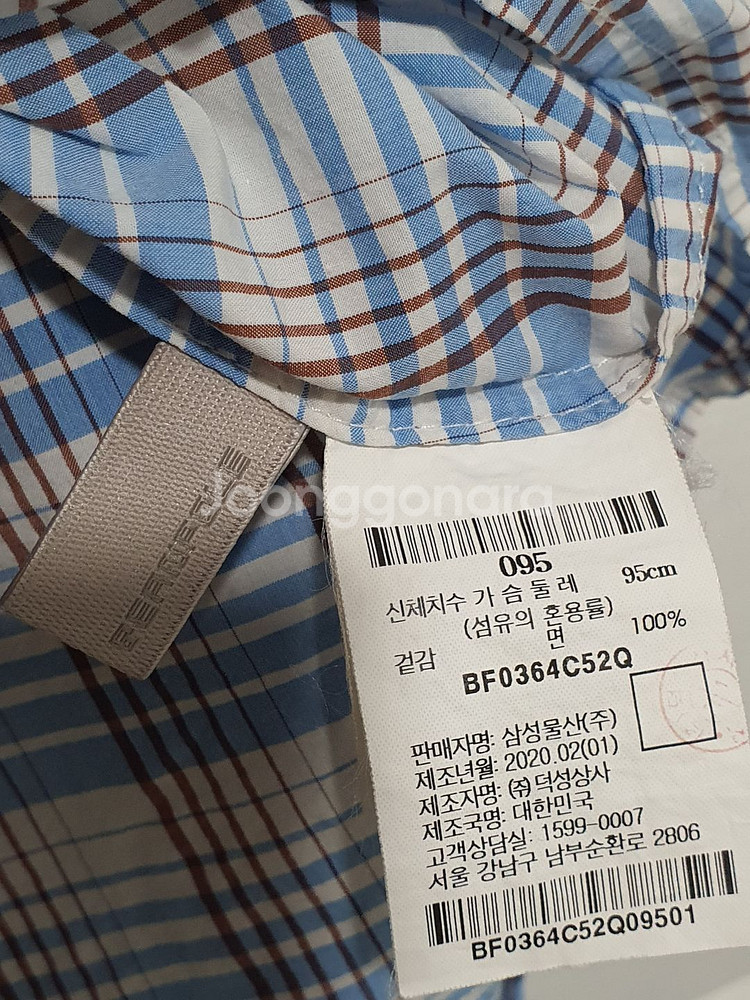 Joonggonara
095
신체치수 가 슴 둘 레 95cm
(섬유의 혼용률)
겉감 면 100%
BF0364C52Q
판매자명: 삼성물산(주)
제조년월: 2020.02(01)
제조자명: ㈜덕성상사
제조국명: 대한민국
고객상담실: 1599-0007
서울 강남구 남부순환로 2806
BF0364C52Q09501